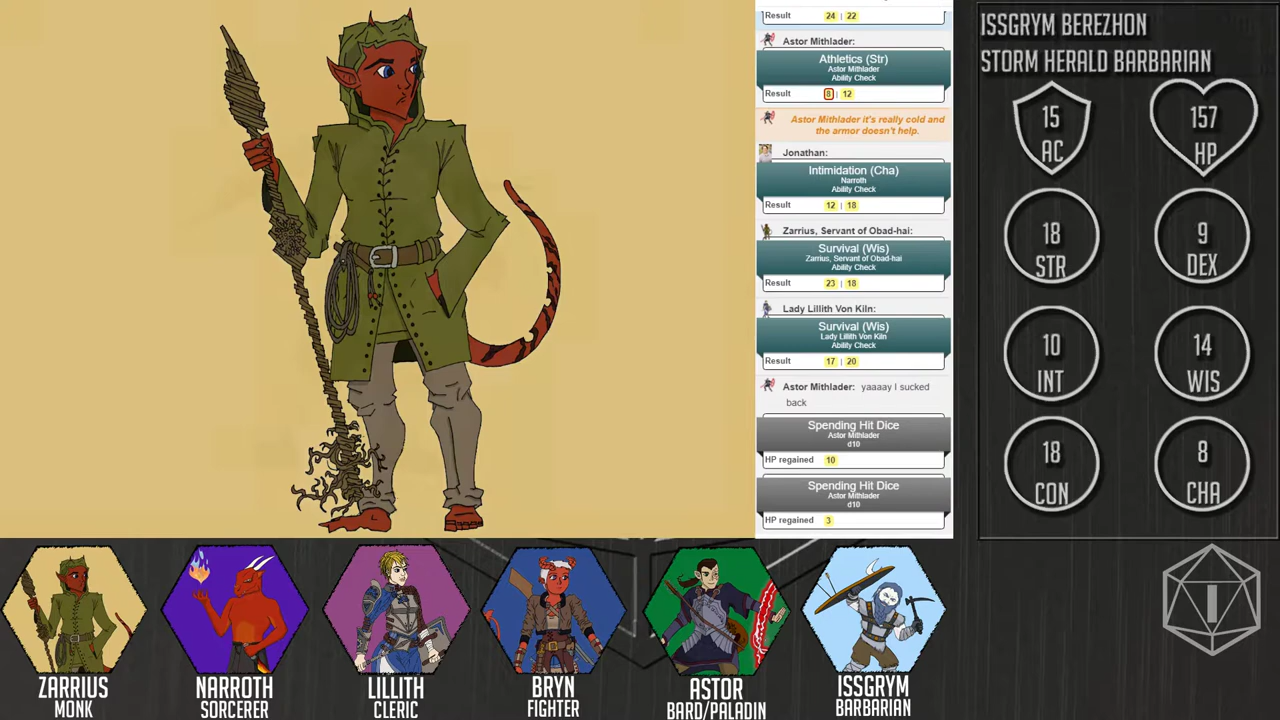 Result 24 | 22
Astor Mithlader:
Athletics (Str)
Astor Mithlader
Ability Check
Result 8 | 12
Astor Mithlader it's really cold and
the armor doesn't help.
Jonathan:
Intimidation (Cha)
Narroth
Ability Check
Result 12 | 18
Zarrius, Servant of Obad-hai:
Survival (Wis)
Zarrius, Servant of Obad-hai
Ability Check
Result 23 | 18
Lady Lillith Von Kiln:
Survival (Wis)
Lady Lillith Von Kiln
Ability Check
Result 17 | 20
Astor Mithlader: yaaaay I sucked
back
Spending Hit Dice
Astor Mithlader
d10
HP regained 10
Spending Hit Dice
Astor Mithlader
d10
HP regained 3
ISSGRYM BEREZHON
STORM HERALD BARBARIAN
15
AC
157
HP
18
STR
9
DEX
10
INT
14
WIS
18
CON
8
CHA
ZARRIUS
MONK
NARROTH
SORCERER
LILLITH
CLERIC
BRYN
FIGHTER
ASTOR
BARD/PALADIN
ISSGRYM
BARBARIAN
I